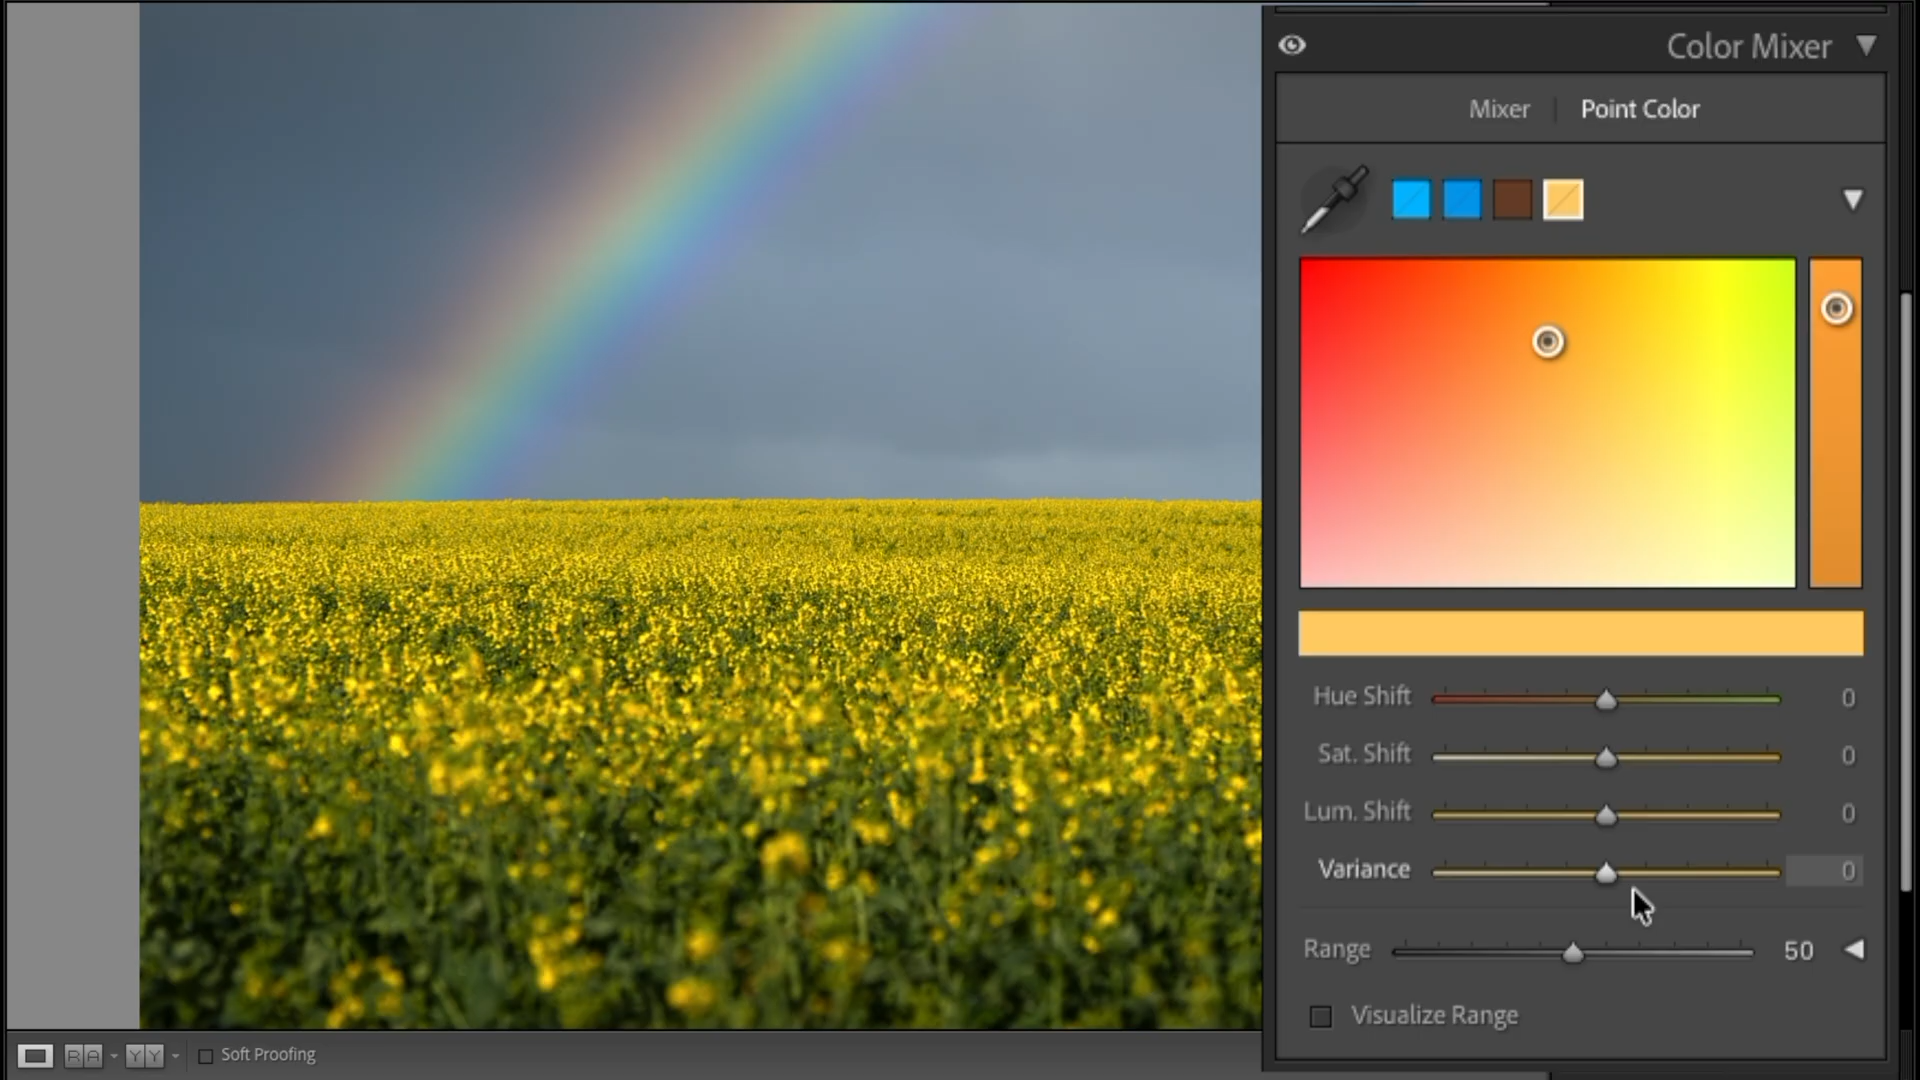 Color Mixer
Mixer | Point Color
Hue Shift 0
Sat. Shift 0
Lum. Shift 0
Variance 0
Range 50
Visualize Range
R A Y Y Soft Proofing